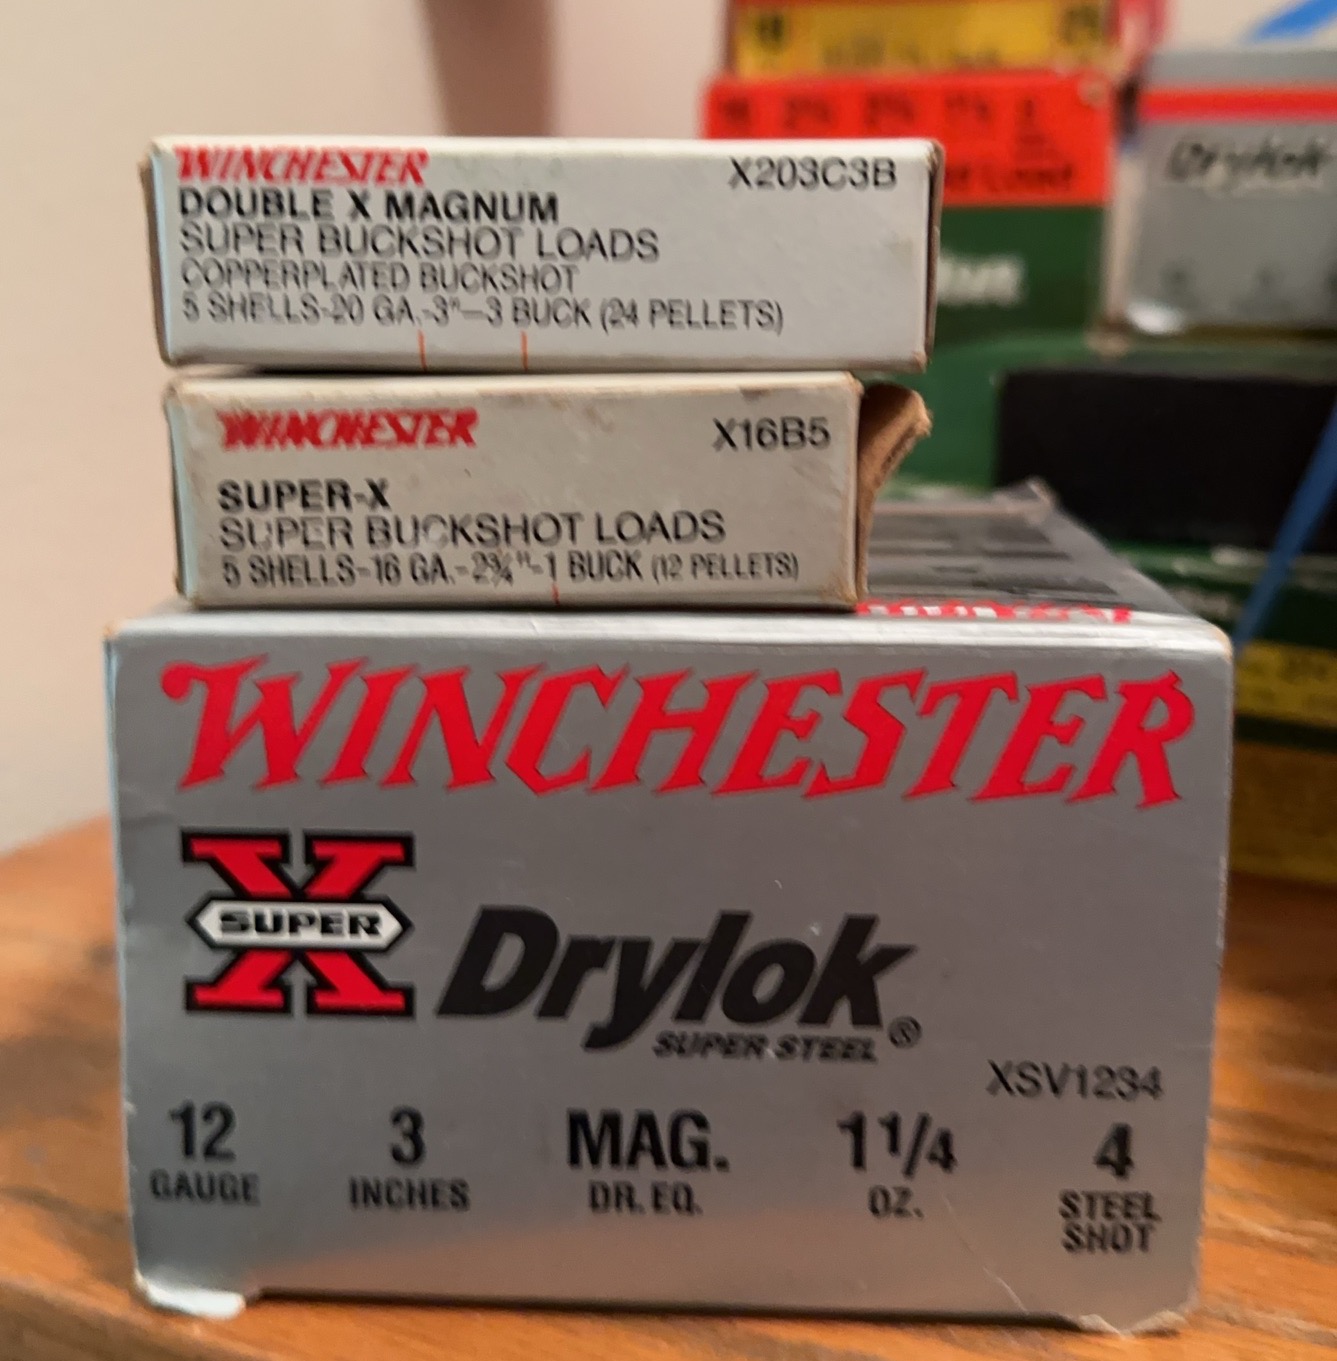 WINCHESTER X203C3B
DOUBLE X MAGNUM
SUPER BUCKSHOT LOADS
COPPERPLATED BUCKSHOT
5 SHELLS-20 GA.-3"-3 BUCK (24 PELLETS)
WINCHESTER X16B5
SUPER-X
SUPER BUCKSHOT LOADS
5 SHELLS-16 GA.-2¾"-1 BUCK (12 PELLETS)
WINCHESTER
X
SUPER
Drylok®
SUPER STEEL
XSV1234
12 3 MAG. 1 1/4 4
GAUGE INCHES DR. EQ. OZ. STEEL
SHOT
Drylok